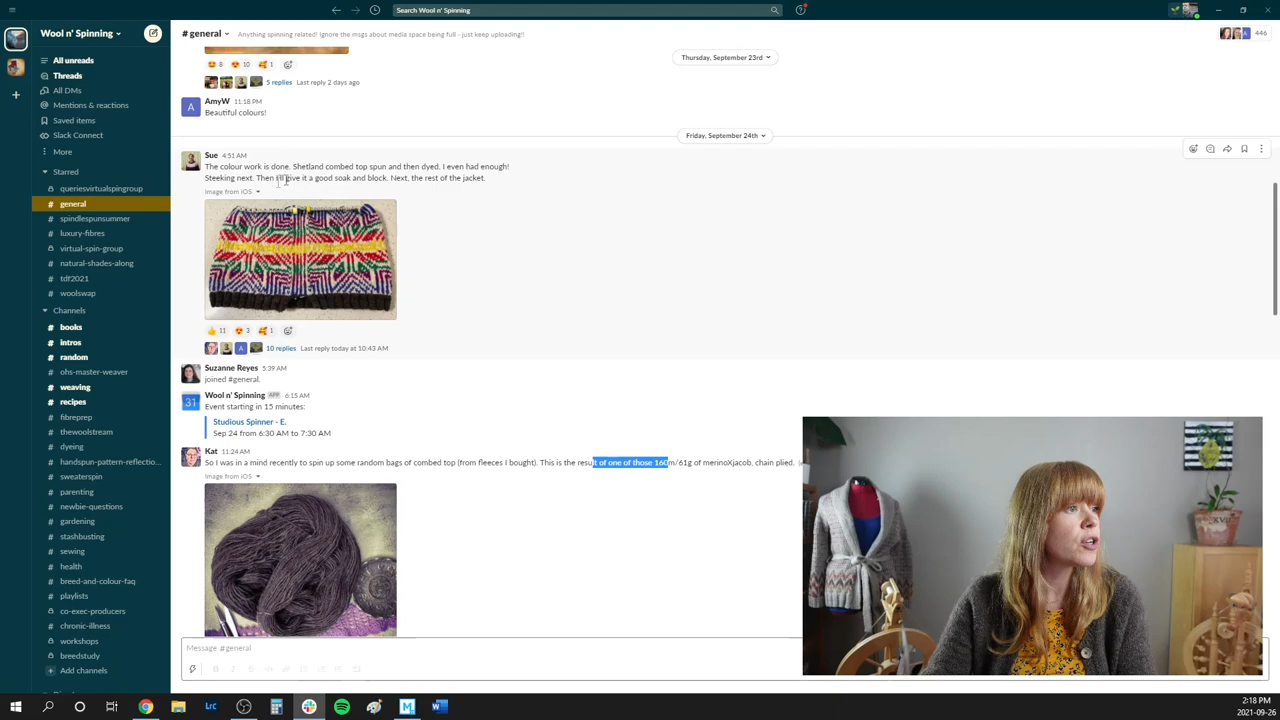 Search Wool n' Spinning
Wool n' Spinning
All unreads
Threads
All DMs
Mentions & reactions
Saved items
Slack Connect
More
Starred
queriesvirtualspingroup
# general
# spindlespunsummer
# luxury-fibres
virtual-spin-group
# natural-shades-along
# tdf2021
# woolswap
Channels
# books
# intros
# random
# ohs-master-weaver
# weaving
# recipes
# fibreprep
# thewoolstream
# dyeing
# handspun-pattern-reflectio...
# sweaterspin
# parenting
# newbie-questions
# gardening
# stashbusting
# sewing
# health
# breed-and-colour-faq
# playlists
co-exec-producers
# chronic-illness
workshops
breedstudy
+ Add channels
# general
Anything spinning related! Ignore the msgs about media space being full - just keep uploading!!
446
Thursday, September 23rd
8 10 1
5 replies Last reply 2 days ago
A
AmyW 11:18 PM
Beautiful colours!
Friday, September 24th
Sue 4:51 AM
The colour work is done. Shetland combed top spun and then dyed. I even had enough!
Steeking next. Then I'll give it a good soak and block. Next, the rest of the jacket.
Image from iOS
11 3 1
A
10 replies Last reply today at 10:43 AM
Suzanne Reyes 5:39 AM
joined #general.
31
Wool n' Spinning APP 6:15 AM
Event starting in 15 minutes:
Studious Spinner - E.
Sep 24 from 6:30 AM to 7:30 AM
Kat 11:24 AM
So I was in a mind recently to spin up some random bags of combed top (from fleeces I bought). This is the result of one of those 160m/61g of merinoXjacob, chain plied.
Image from iOS
Message #general
Lrc
M
W
2:18 PM
2021-09-26